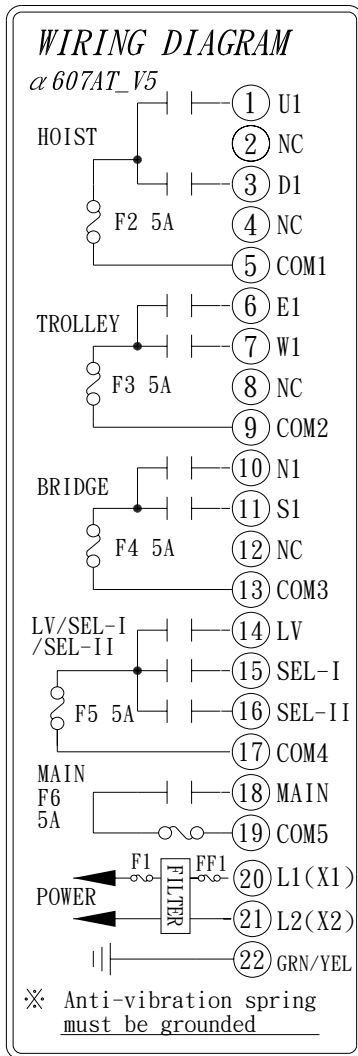 WIRING DIAGRAM
α607AT_V5
1 U1
HOIST
2 NC
3 D1
F2 5A
4 NC
5 COM1
6 E1
TROLLEY
7 W1
F3 5A
8 NC
9 COM2
10 N1
BRIDGE
11 S1
F4 5A
12 NC
13 COM3
LV/SEL-I
/SEL-II
14 LV
15 SEL-I
F5 5A
16 SEL-II
17 COM4
MAIN
F6
5A
18 MAIN
19 COM5
F1 FF1
20 L1(X1)
POWER
FILTER
21 L2(X2)
22 GRN/YEL
※ Anti-vibration spring
must be grounded